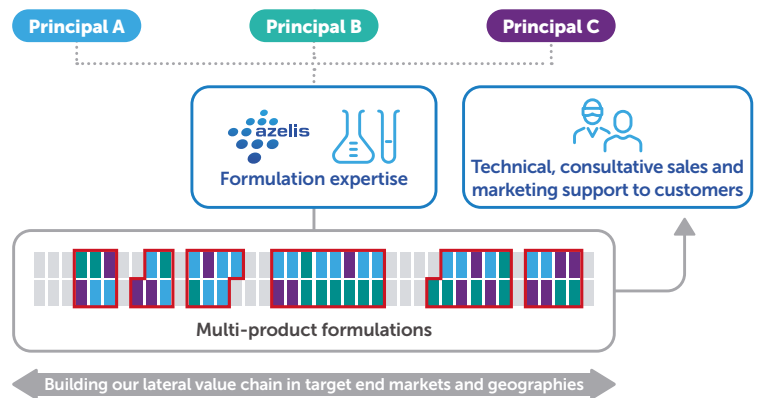 Principal A
Principal B
Principal C
azelis
Formulation expertise
Technical, consultative sales and
marketing support to customers
Multi-product formulations
Building our lateral value chain in target end markets and geographies